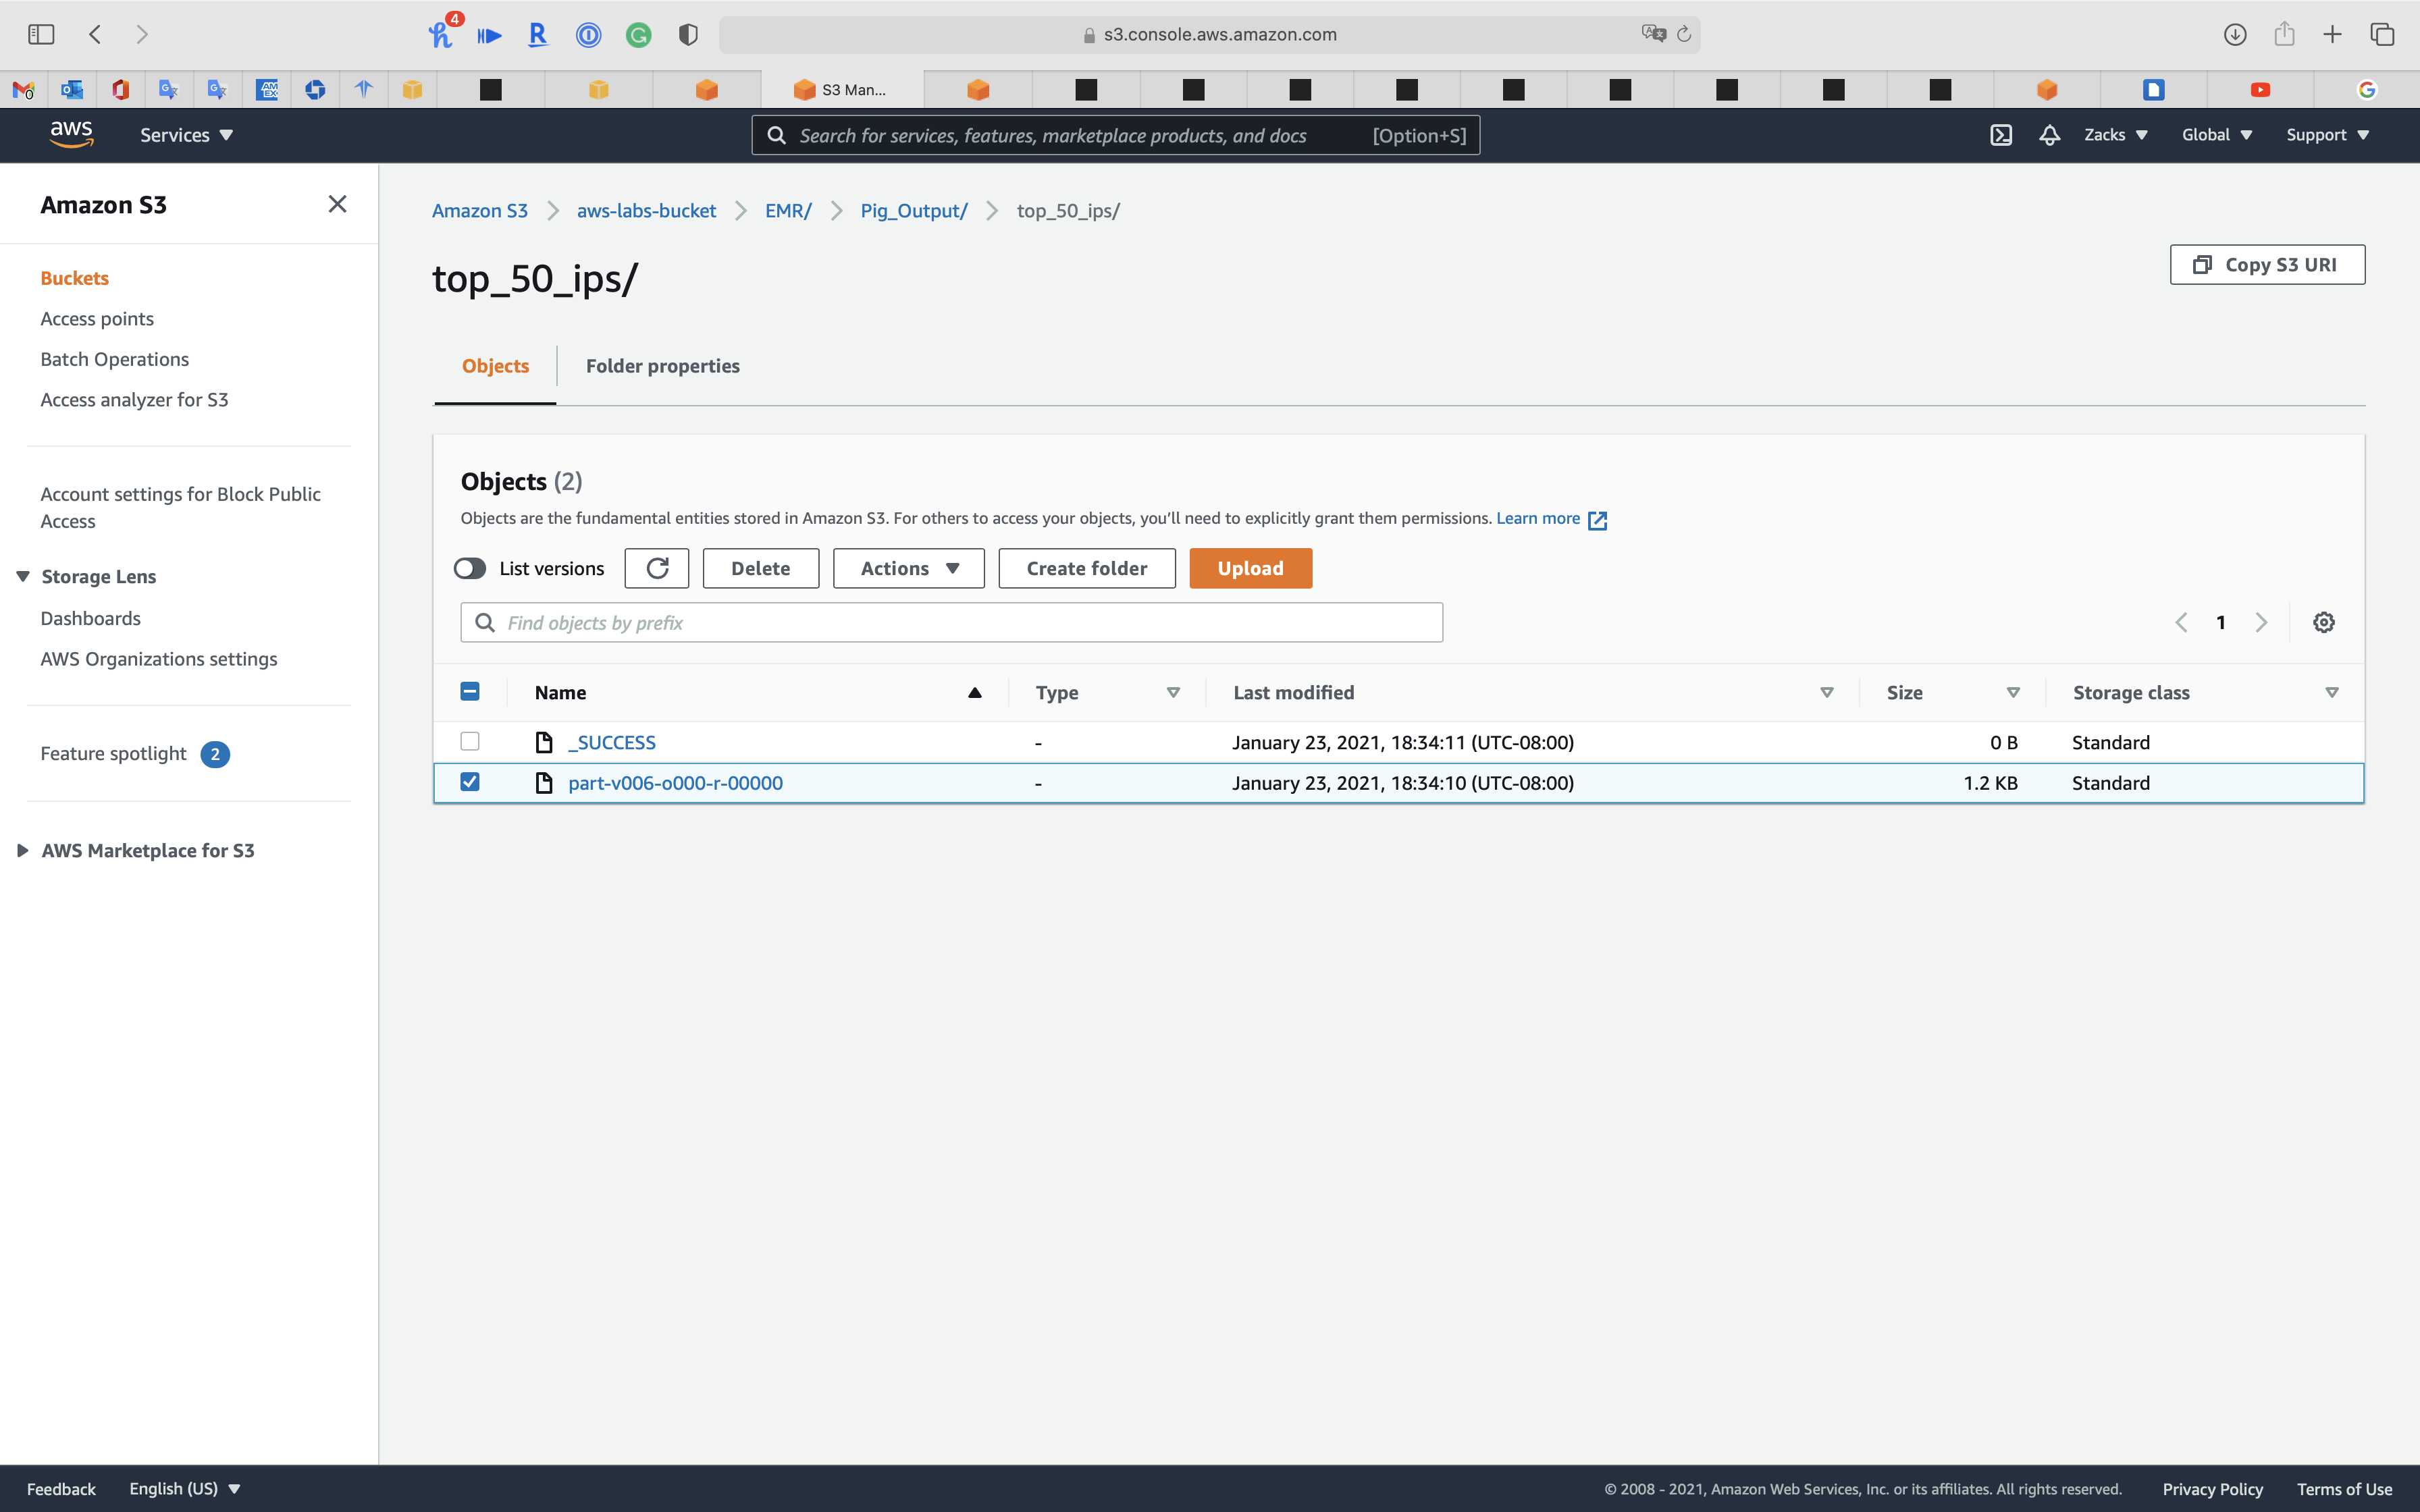 4
s3.console.aws.amazon.com
0
AM
EX
S3 Man...
aws
Services
Search for services, features, marketplace products, and docs
[Option+S]
Zacks
Global
Support
Amazon S3
Buckets
Access points
Batch Operations
Access analyzer for S3
Account settings for Block Public
Access
Storage Lens
Dashboards
AWS Organizations settings
Feature spotlight 2
AWS Marketplace for S3
Amazon S3 > aws-labs-bucket > EMR/ > Pig_Output/ > top_50_ips/
top_50_ips/
Copy S3 URI
Objects
Folder properties
Objects (2)
Objects are the fundamental entities stored in Amazon S3. For others to access your objects, you’ll need to explicitly grant them permissions. Learn more
List versions
Delete
Actions
Create folder
Upload
Find objects by prefix
1
Name Type Last modified Size Storage class
_SUCCESS - January 23, 2021, 18:34:11 (UTC-08:00) 0 B Standard
part-v006-o000-r-00000 - January 23, 2021, 18:34:10 (UTC-08:00) 1.2 KB Standard
Feedback
English (US)
© 2008 - 2021, Amazon Web Services, Inc. or its affiliates. All rights reserved.
Privacy Policy
Terms of Use